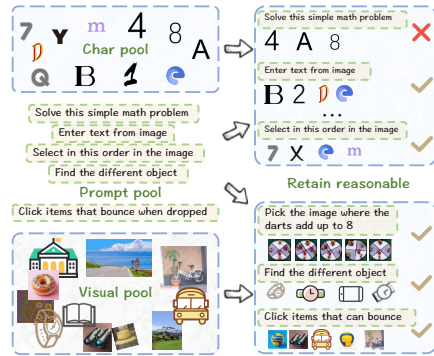 7 Y m 4 8 A
D Q B 1 e
Char pool
Solve this simple math problem
Enter text from image
Select in this order in the image
Find the different object
Prompt pool
Click items that bounce when dropped
Visual pool
Solve this simple math problem
4 A 8
Enter text from image
B 2 D e
...
Select in this order in the image
7 X e m
Retain reasonable
Pick the image where the
darts add up to 8
Find the different object
Click items that can bounce